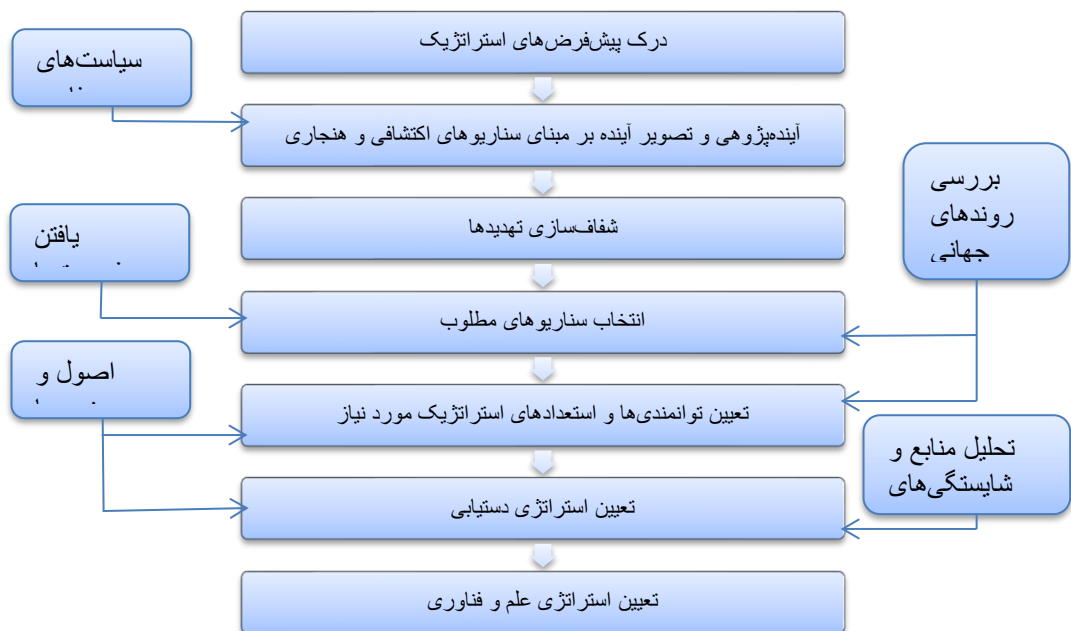 درک پیش‌فرض‌های استراتژیک
سیاست‌های
آینده‌پژوهی و تصویر آینده بر مبنای سناریوهای اکتشافی و هنجاری
بررسی
روندهای
جهانی
شفاف‌سازی تهدیدها
یافتن
انتخاب سناریوهای مطلوب
اصول و
تعیین توانمندی‌ها و استعدادهای استراتژیک مورد نیاز
تحلیل منابع و
شایستگی‌های
تعیین استراتژی دستیابی
تعیین استراتژی علم و فناوری